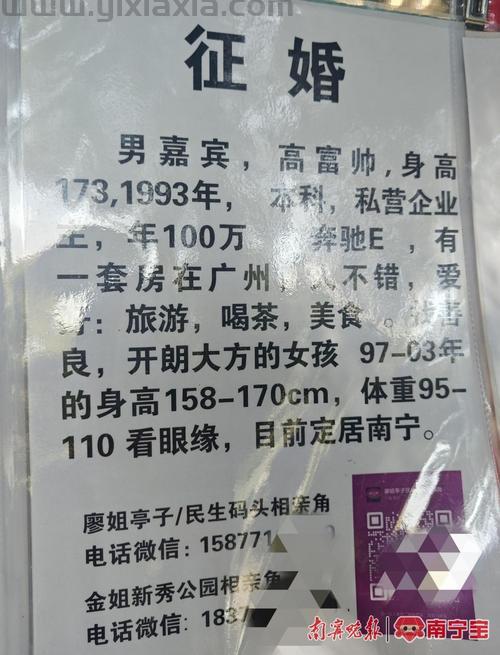 www.yixiaxia.com
征婚
男嘉宾，高富帅,身高
173,1993年， 本科，私营企业
主，年100万 奔驰E ，有
一套房在广州， 不错，爱
：旅游，喝茶，美食 。 善
良，开朗大方的女孩 97-03年
的身高158-170cm，体重95-
110 看眼缘，目前定居南宁。
廖姐亭子/民生码头相亲角
电话微信：158771
金姐新秀公园相亲角
电话微信：1837
南宁晚报 南宁宝